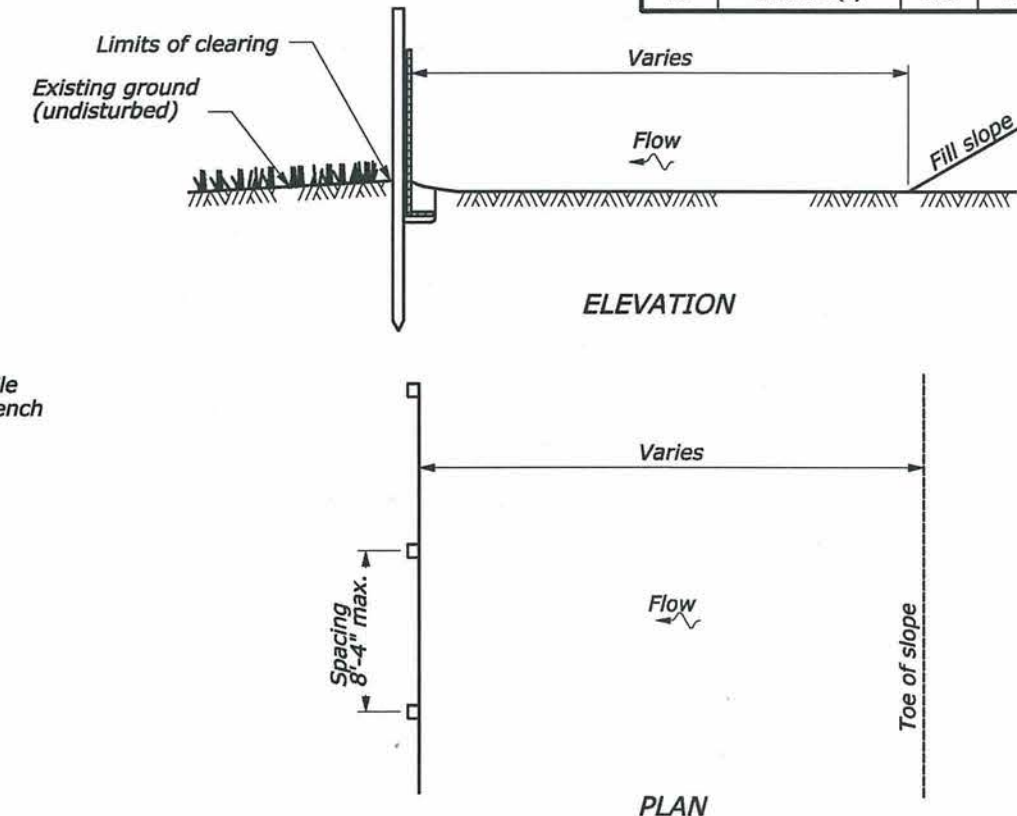 Limits of clearing
Existing ground
(undisturbed)
Varies
Flow
Fill slope
ELEVATION
Varies
Spacing
8'-4" max.
Flow
Toe of slope
PLAN